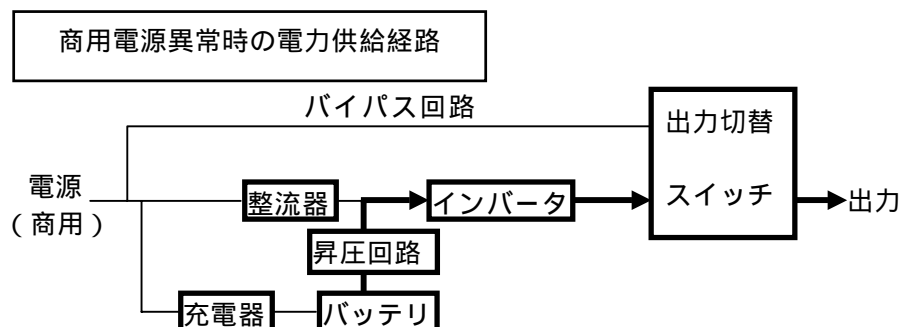 商用電源異常時の電力供給経路
バイパス回路
出力切替
スイッチ
電源
(商用)
整流器
インバータ
出力
昇圧回路
充電器
バッテリ